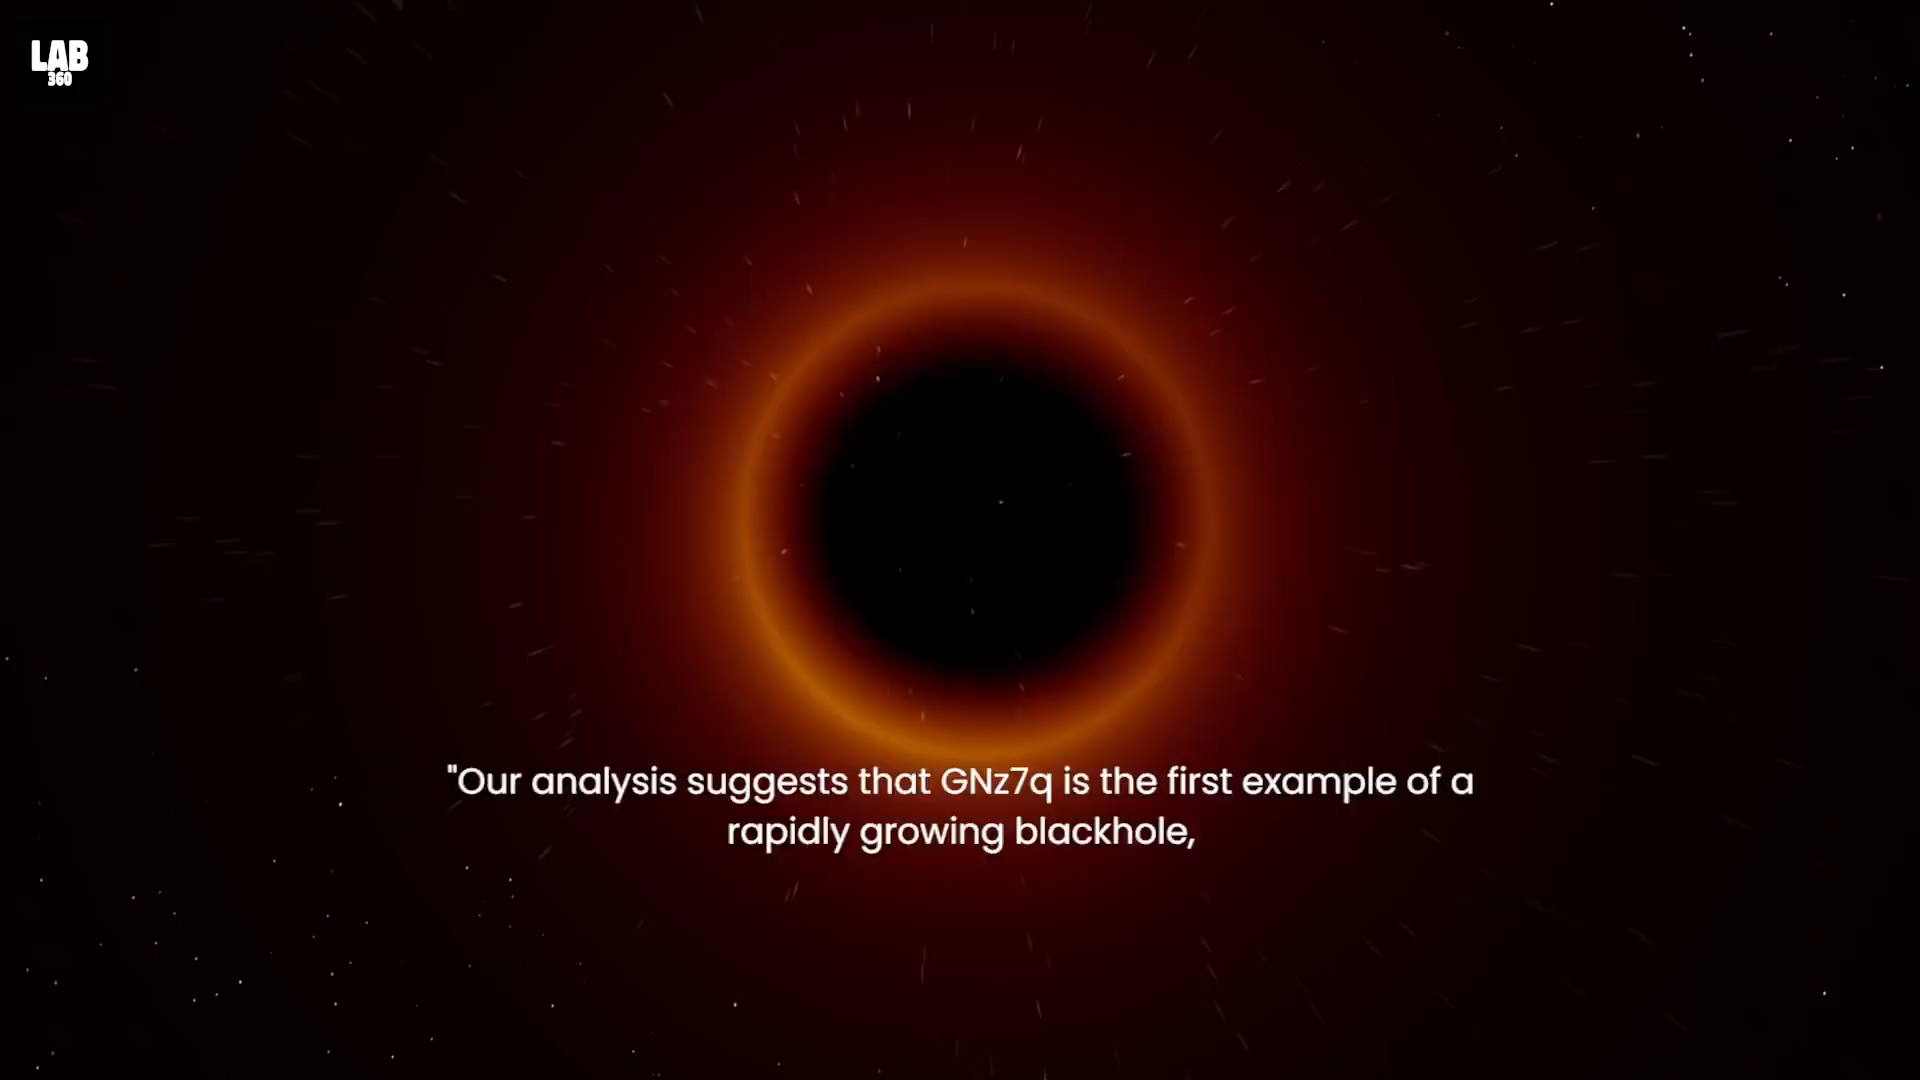 LAB
360
"Our analysis suggests that GNz7q is the first example of a
rapidly growing blackhole,